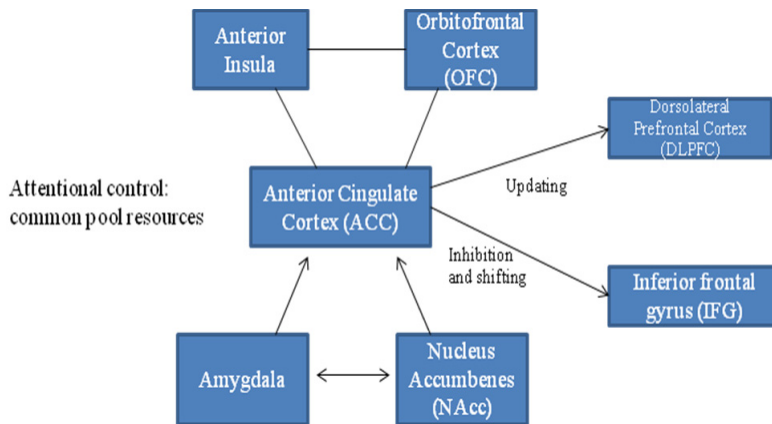 Anterior
Insula
Orbitofrontal
Cortex
(OFC)
Dorsolateral
Prefrontal Cortex
(DLPFC)
Attentional control:
common pool resources
Anterior Cingulate
Cortex (ACC)
Updating
Inhibition
and shifting
Inferior frontal
gyrus (IFG)
Amygdala
Nucleus
Accumbenes
(NAcc)